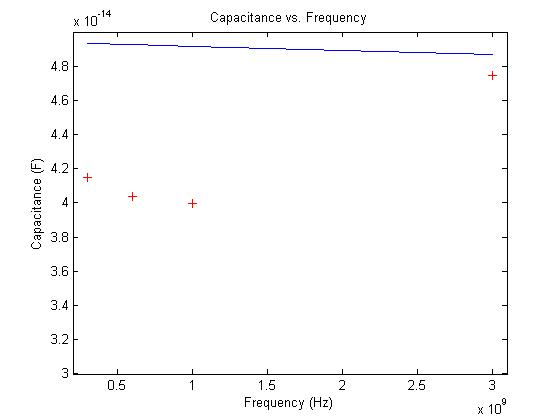 Capacitance vs. Frequency
x 10^-14
4.8
4.6
4.4
4.2
4
3.8
3.6
3.4
3.2
3
Capacitance (F)
0.5 1 1.5 2 2.5 3
Frequency (Hz)
x 10^9